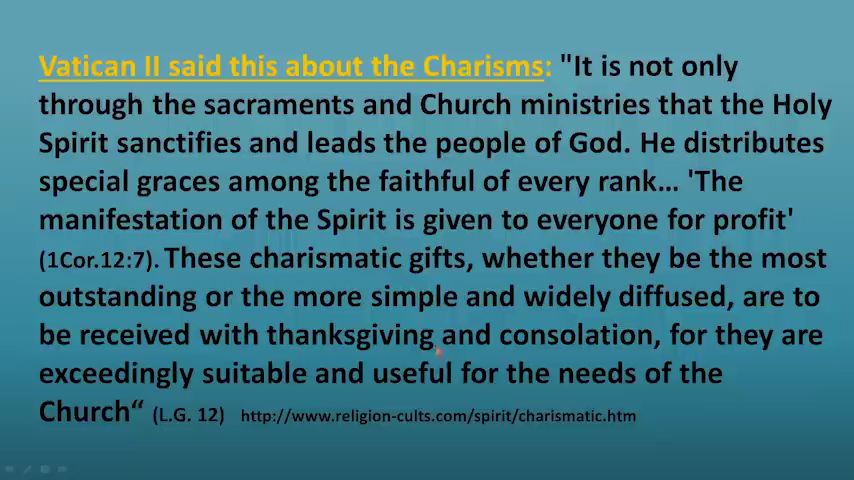 Vatican II said this about the Charisms: "It is not only
through the sacraments and Church ministries that the Holy
Spirit sanctifies and leads the people of God. He distributes
special graces among the faithful of every rank... 'The
manifestation of the Spirit is given to everyone for profit'
(1Cor.12:7). These charismatic gifts, whether they be the most
outstanding or the more simple and widely diffused, are to
be received with thanksgiving and consolation, for they are
exceedingly suitable and useful for the needs of the
Church“ (L.G. 12) http://www.religion-cults.com/spirit/charismatic.htm